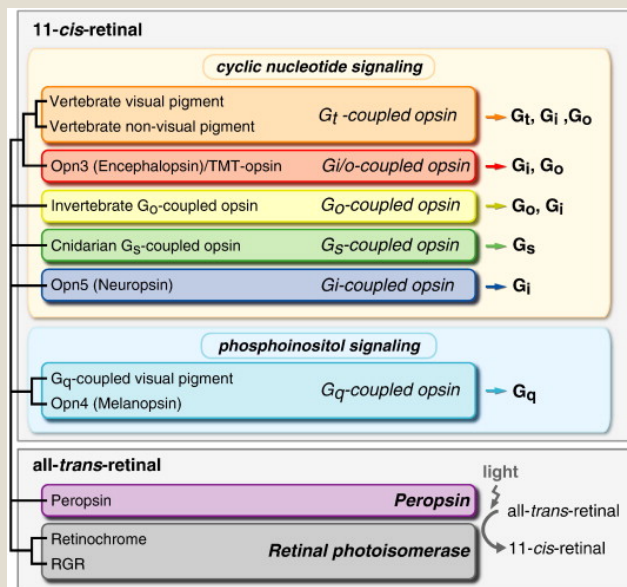 11-cis-retinal
cyclic nucleotide signaling
Vertebrate visual pigment
Vertebrate non-visual pigment
Gt -coupled opsin
Gt, Gi ,Go
Opn3 (Encephalopsin)/TMT-opsin Gi/o-coupled opsin Gi, Go
Invertebrate Go-coupled opsin Go-coupled opsin Go, Gi
Cnidarian Gs-coupled opsin Gs-coupled opsin Gs
Opn5 (Neuropsin) Gi-coupled opsin Gi
phosphoinositol signaling
Gq-coupled visual pigment
Opn4 (Melanopsin)
Gq-coupled opsin
Gq
all-trans-retinal
Peropsin Peropsin
Retinochrome
RGR
Retinal photoisomerase
light
all-trans-retinal
11-cis-retinal